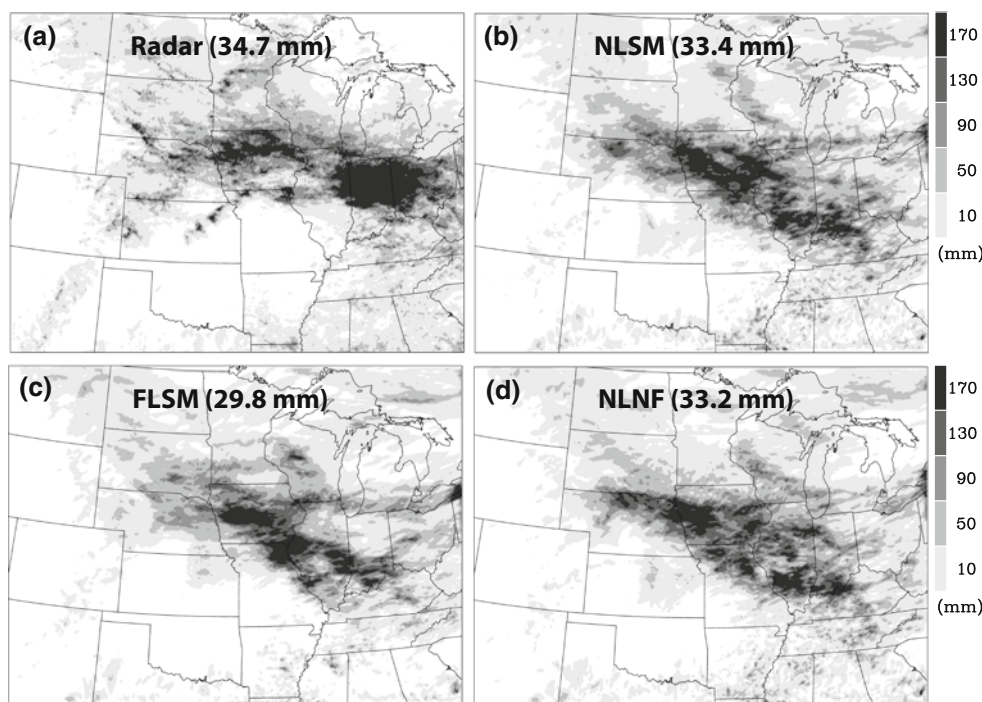 (a)
Radar (34.7 mm)
(b)
NLSM (33.4 mm)
170
130
90
50
10
(mm)
(c)
FLSM (29.8 mm)
(d)
NLNF (33.2 mm)
170
130
90
50
10
(mm)